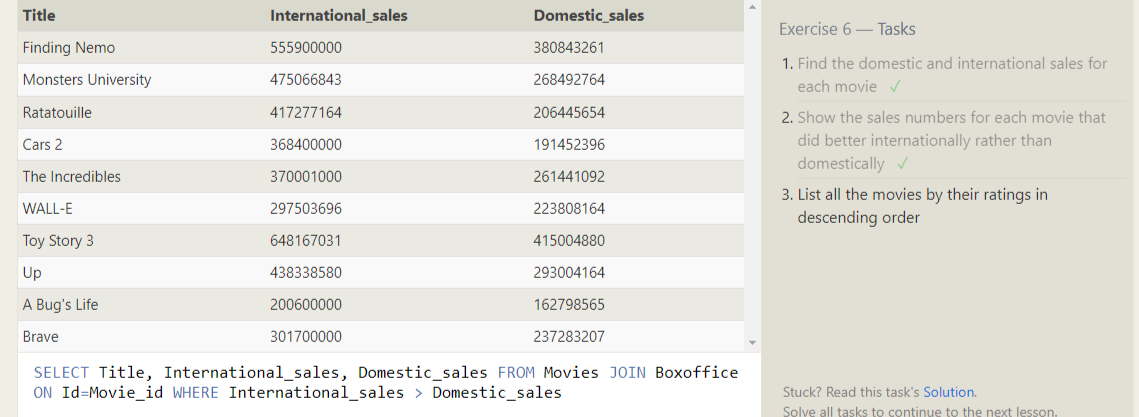 Title International_sales Domestic_sales
Finding Nemo 555900000 380843261
Monsters University 475066843 268492764
Ratatouille 417277164 206445654
Cars 2 368400000 191452396
The Incredibles 370001000 261441092
WALL-E 297503696 223808164
Toy Story 3 648167031 415004880
Up 438338580 293004164
A Bug's Life 200600000 162798565
Brave 301700000 237283207
SELECT Title, International_sales, Domestic_sales FROM Movies JOIN Boxoffice
ON Id=Movie_id WHERE International_sales > Domestic_sales
Exercise 6 — Tasks
1. Find the domestic and international sales for
each movie ✓
2. Show the sales numbers for each movie that
did better internationally rather than
domestically ✓
3. List all the movies by their ratings in
descending order
Stuck? Read this task's Solution.
Solve all tasks to continue to the next lesson.